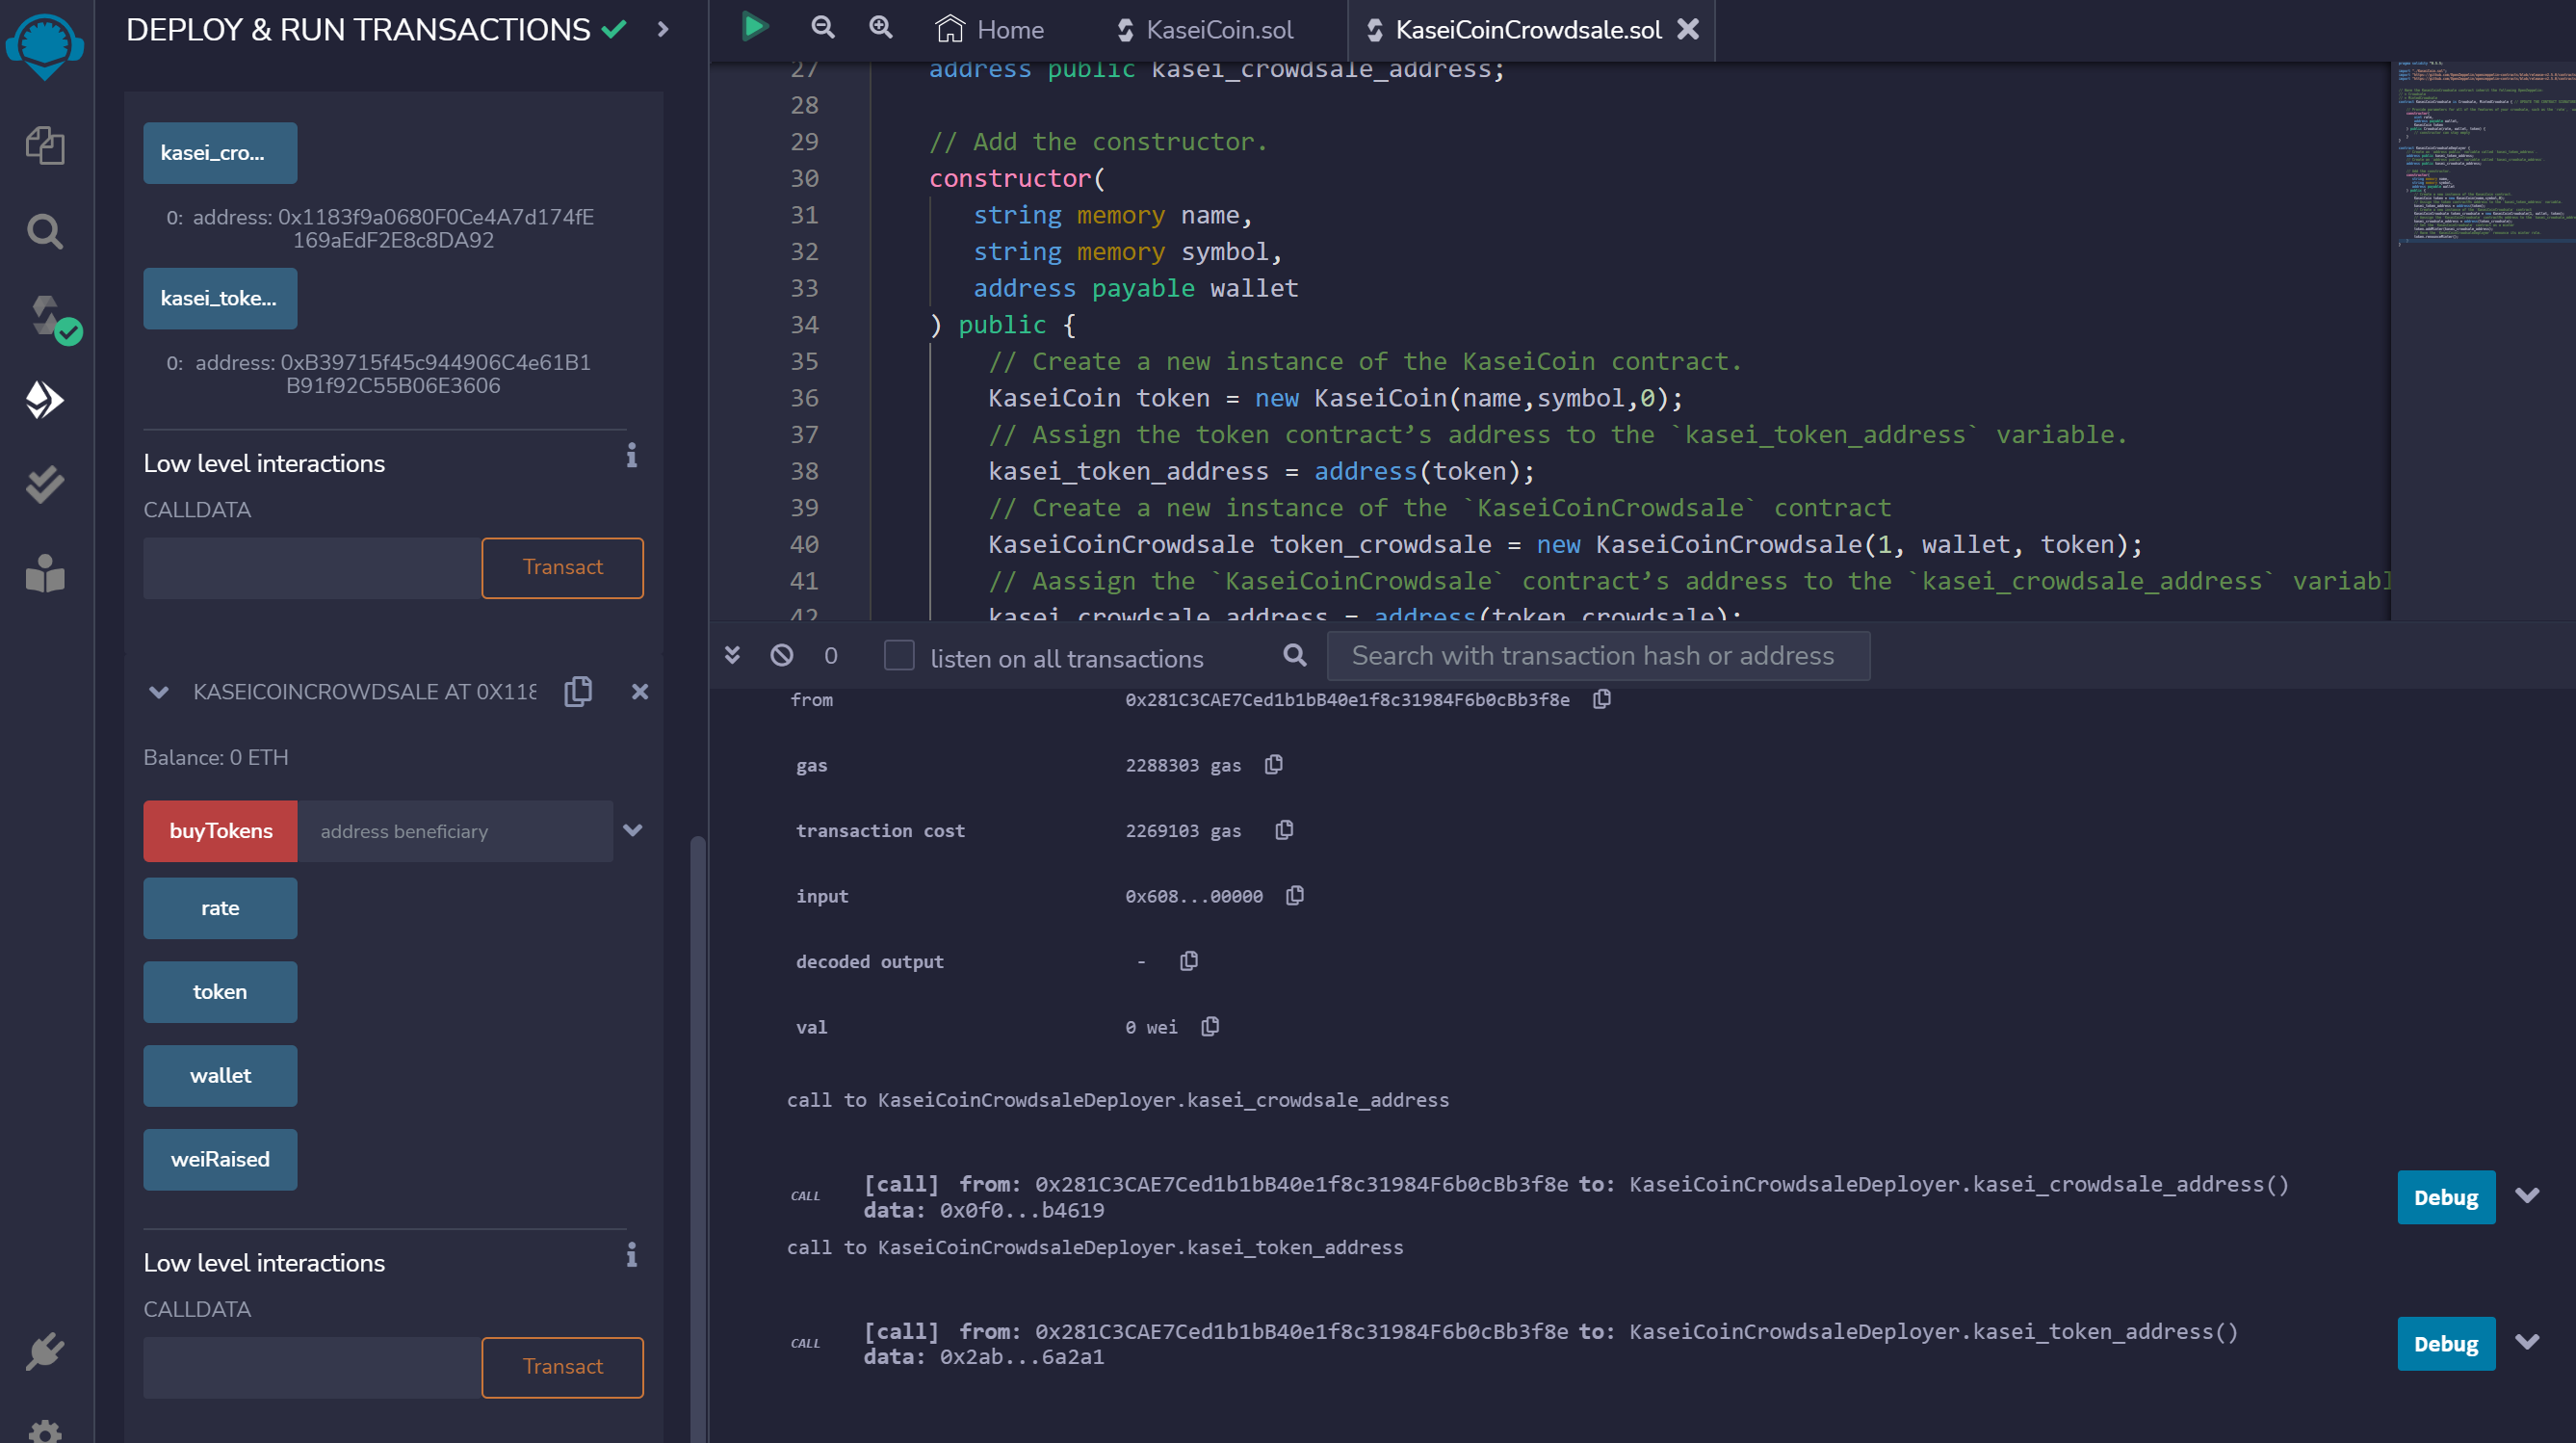 DEPLOY & RUN TRANSACTIONS
kasei_cro...
0: address: 0x1183f9a0680F0Ce4A7d174fE
169aEdF2E8c8DA92
kasei_toke...
0: address: 0xB39715f45c944906C4e61B1
B91f92C55B06E3606
Low level interactions
CALLDATA
Transact
KASEICOINCROWDSALE AT 0X118
Balance: 0 ETH
buyTokens address beneficiary
rate
token
wallet
weiRaised
Low level interactions
CALLDATA
Transact
Home KaseiCoin.sol KaseiCoinCrowdsale.sol
27 address public kasei_crowdsale_address;
28
29 // Add the constructor.
30 constructor(
31 string memory name,
32 string memory symbol,
33 address payable wallet
34 ) public {
35 // Create a new instance of the KaseiCoin contract.
36 KaseiCoin token = new KaseiCoin(name,symbol,0);
37 // Assign the token contract’s address to the `kasei_token_address` variable.
38 kasei_token_address = address(token);
39 // Create a new instance of the `KaseiCoinCrowdsale` contract
40 KaseiCoinCrowdsale token_crowdsale = new KaseiCoinCrowdsale(1, wallet, token);
41 // Aassign the `KaseiCoinCrowdsale` contract’s address to the `kasei_crowdsale_address` variabl
42 kasei_crowdsale_address = address(token_crowdsale);
0 listen on all transactions Search with transaction hash or address
from 0x281C3CAE7Ced1b1bB40e1f8c31984F6b0cBb3f8e
gas 2288303 gas
transaction cost 2269103 gas
input 0x608...00000
decoded output -
val 0 wei
call to KaseiCoinCrowdsaleDeployer.kasei_crowdsale_address
CALL [call] from: 0x281C3CAE7Ced1b1bB40e1f8c31984F6b0cBb3f8e to: KaseiCoinCrowdsaleDeployer.kasei_crowdsale_address()
data: 0x0f0...b4619
Debug
call to KaseiCoinCrowdsaleDeployer.kasei_token_address
CALL [call] from: 0x281C3CAE7Ced1b1bB40e1f8c31984F6b0cBb3f8e to: KaseiCoinCrowdsaleDeployer.kasei_token_address()
data: 0x2ab...6a2a1
Debug